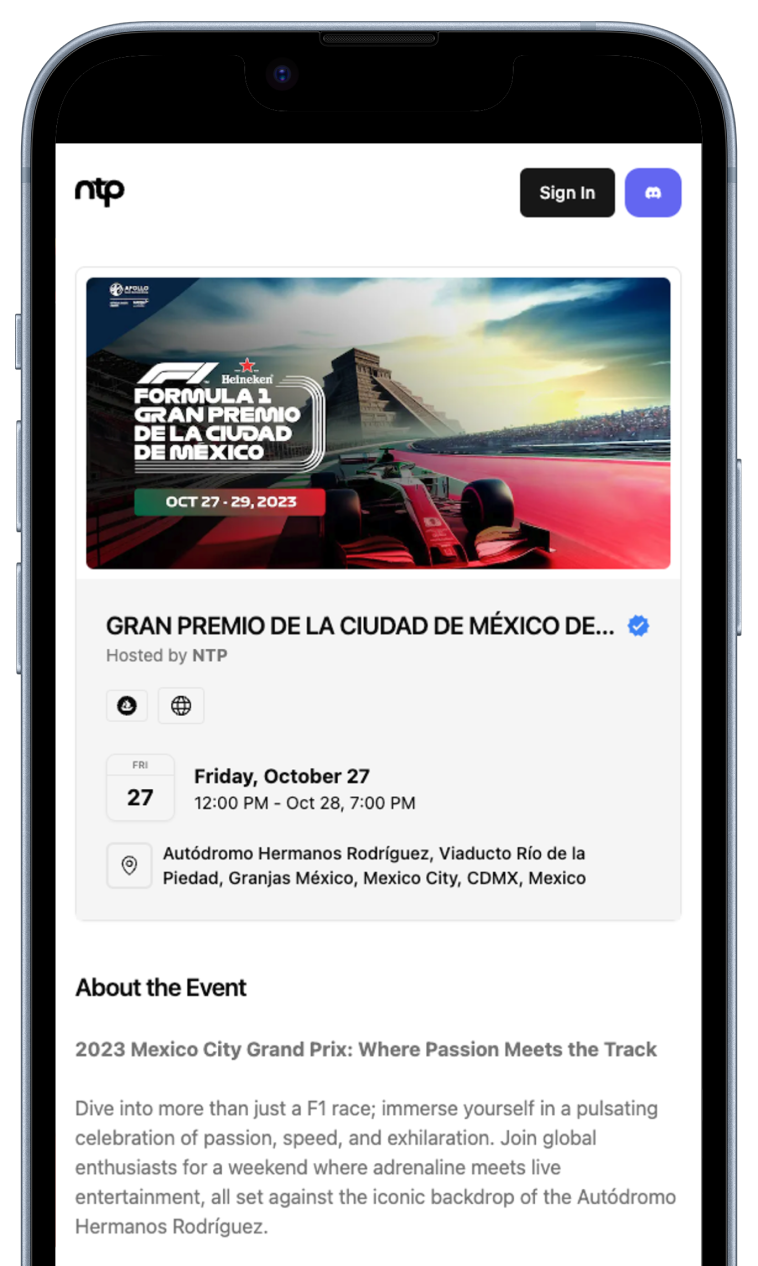 ntp
Sign In
APOLLO
Heineken
FORMULA 1
GRAN PREMIO
DE LA CIUDAD
DE MÉXICO
OCT 27 - 29, 2023
GRAN PREMIO DE LA CIUDAD DE MÉXICO DE...
Hosted by NTP
FRI
27
Friday, October 27
12:00 PM - Oct 28, 7:00 PM
Autódromo Hermanos Rodríguez, Viaducto Río de la
Piedad, Granjas México, Mexico City, CDMX, Mexico
About the Event
2023 Mexico City Grand Prix: Where Passion Meets the Track
Dive into more than just a F1 race; immerse yourself in a pulsating
celebration of passion, speed, and exhilaration. Join global
enthusiasts for a weekend where adrenaline meets live
entertainment, all set against the iconic backdrop of the Autódromo
Hermanos Rodríguez.